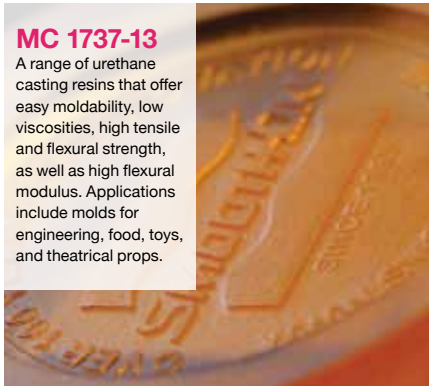 MC 1737-13
A range of urethane
casting resins that offer
easy moldability, low
viscosities, high tensile
and flexural strength,
as well as high flexural
modulus. Applications
include molds for
engineering, food, toys,
and theatrical props.